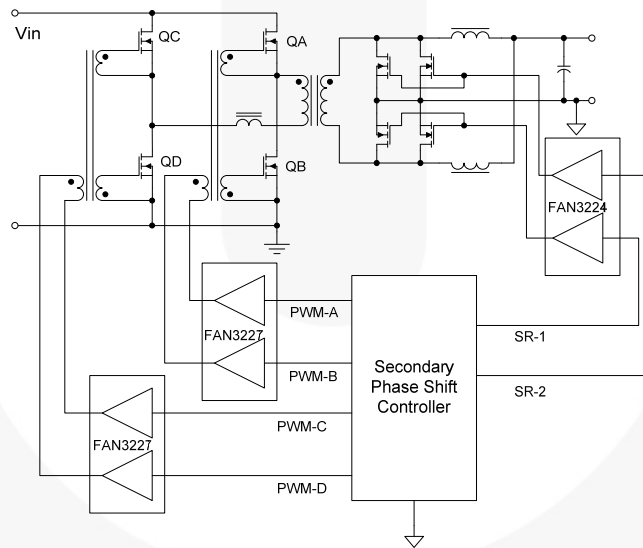 Vin
QC
QA
QD
QB
FAN3224
FAN3227
PWM-A
SR-1
PWM-B
Secondary
Phase Shift
Controller
SR-2
PWM-C
FAN3227
PWM-D